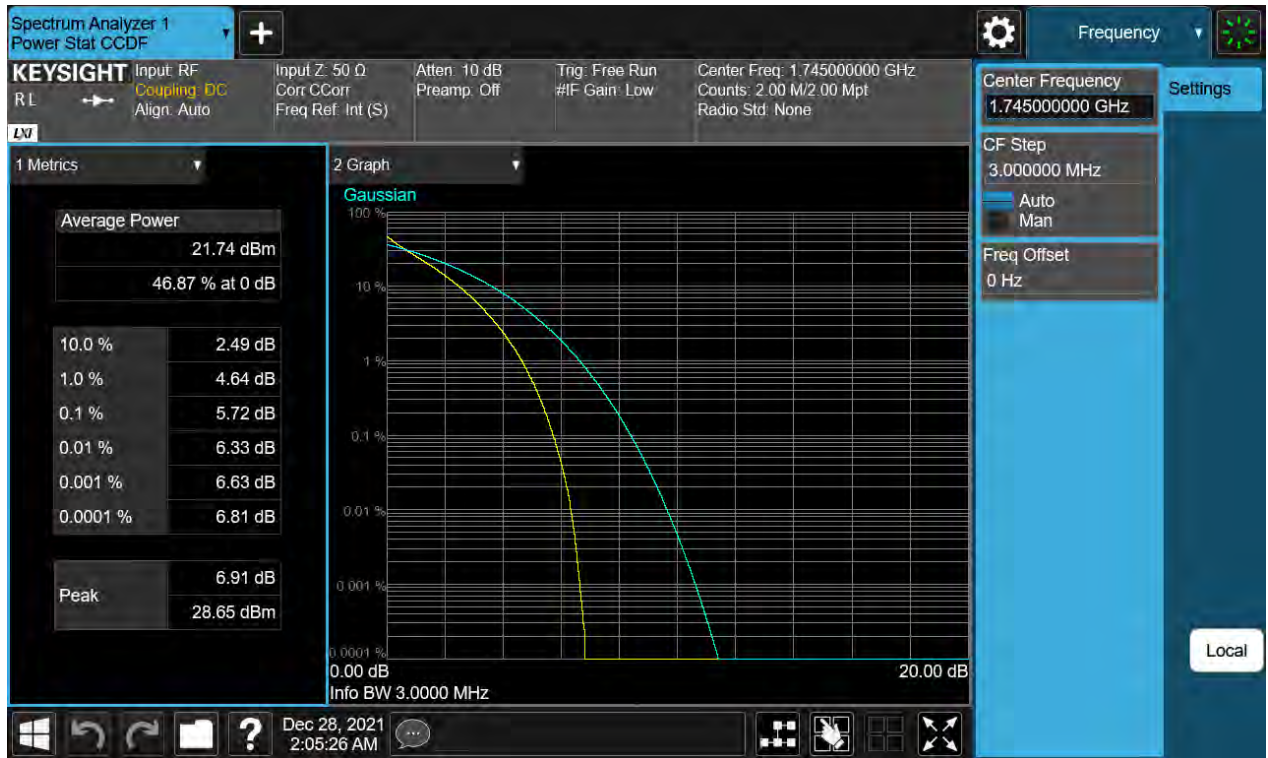 Spectrum Analyzer 1
Power Stat CCDF
+
Frequency
KEYSIGHT
RL
LXI
Input: RF
Coupling: DC
Align: Auto
Input Z: 50 Ω
Corr CCorr
Freq Ref: Int (S)
Atten: 10 dB
Preamp: Off
Trig: Free Run
#IF Gain: Low
Center Freq: 1.745000000 GHz
Counts: 2.00 M/2.00 Mpt
Radio Std: None
Center Frequency
1.745000000 GHz
Settings
CF Step
3.000000 MHz
Auto
Man
Freq Offset
0 Hz
Local
1 Metrics
Average Power
21.74 dBm
46.87 % at 0 dB
10.0 % 2.49 dB
1.0 % 4.64 dB
0.1 % 5.72 dB
0.01 % 6.33 dB
0.001 % 6.63 dB
0.0001 % 6.81 dB
Peak
6.91 dB
28.65 dBm
2 Graph
Gaussian
100 %
10 %
1 %
0.1 %
0.01 %
0.001 %
0.0001 %
0.00 dB 20.00 dB
Info BW 3.0000 MHz
?
Dec 28, 2021
2:05:26 AM